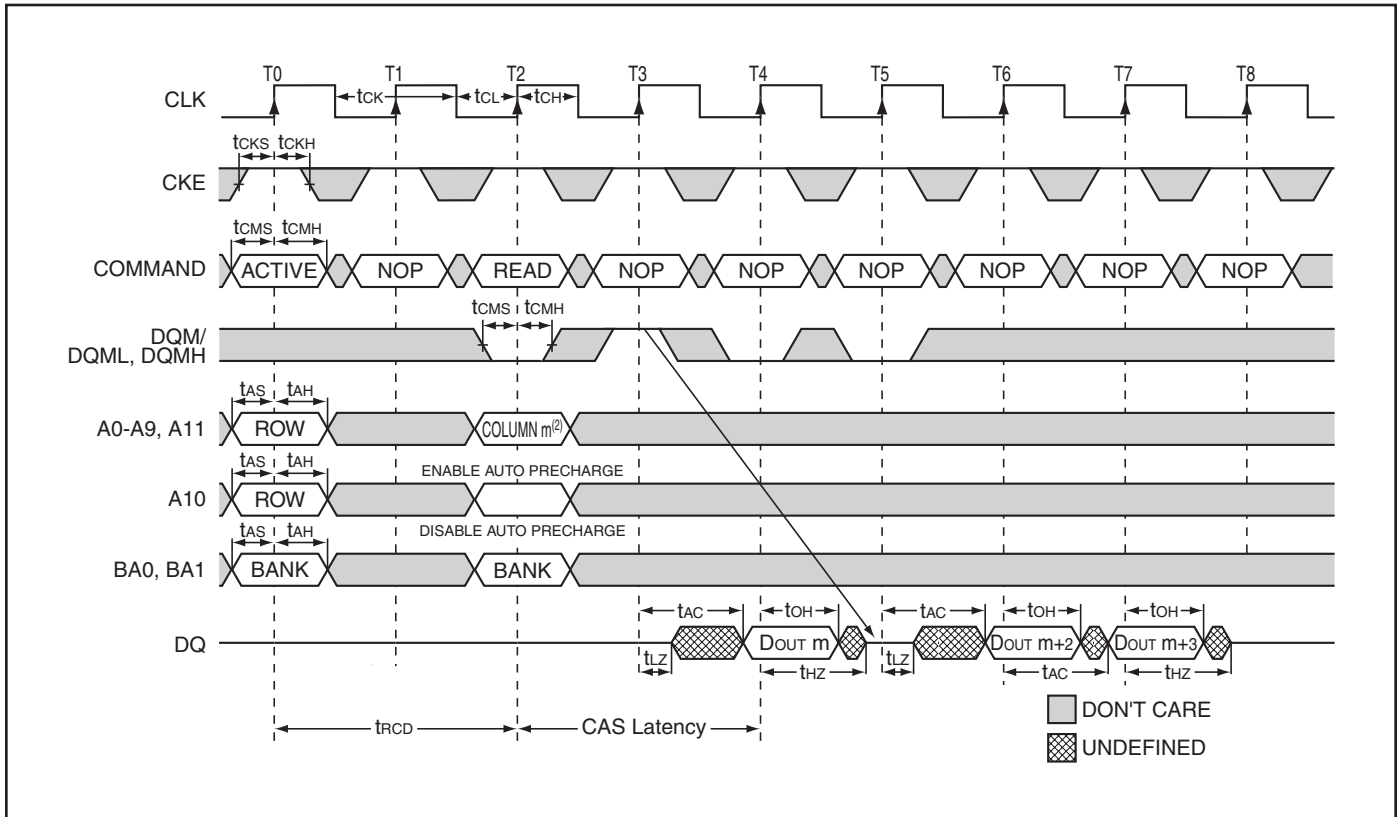 T0 T1 T2 T3 T4 T5 T6 T7 T8
CLK tCK tCL tCH
tCKS tCKH
CKE
tCMS tCMH
COMMAND ACTIVE NOP READ NOP NOP NOP NOP NOP NOP
tCMS tCMH
DQM/
DQML, DQMH
tAS tAH
A0-A9, A11 ROW COLUMN m(2)
tAS tAH ENABLE AUTO PRECHARGE
A10 ROW
tAS tAH DISABLE AUTO PRECHARGE
BA0, BA1 BANK BANK
tAC tOH tAC tOH tOH
DQ DOUT m DOUT m+2 DOUT m+3
tLZ tHZ tLZ tAC tHZ
DON'T CARE
tRCD CAS Latency
UNDEFINED